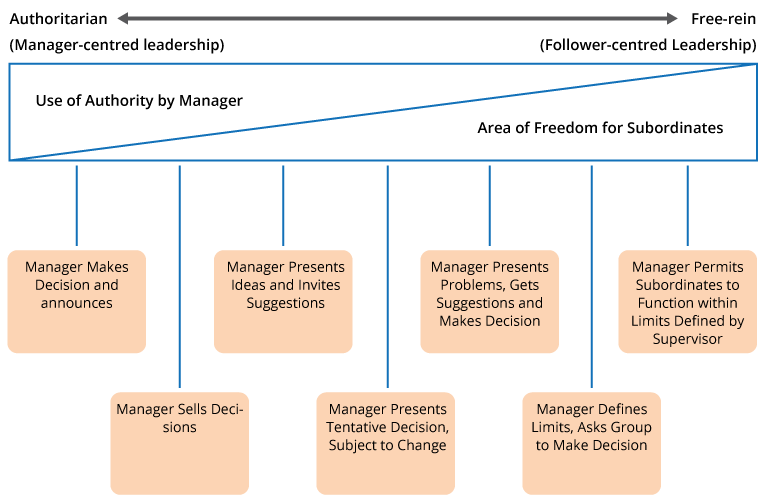 Authoritarian
Free-rein
(Manager-centred leadership)
(Follower-centred Leadership)
Use of Authority by Manager
Area of Freedom for Subordinates
Manager Makes
Decision and
announces
Manager Sells Deci-
sions
Manager Presents
Ideas and Invites
Suggestions
Manager Presents
Tentative Decision,
Subject to Change
Manager Presents
Problems, Gets
Suggestions and
Makes Decision
Manager Defines
Limits, Asks Group
to Make Decision
Manager Permits
Subordinates to
Function within
Limits Defined by
Supervisor